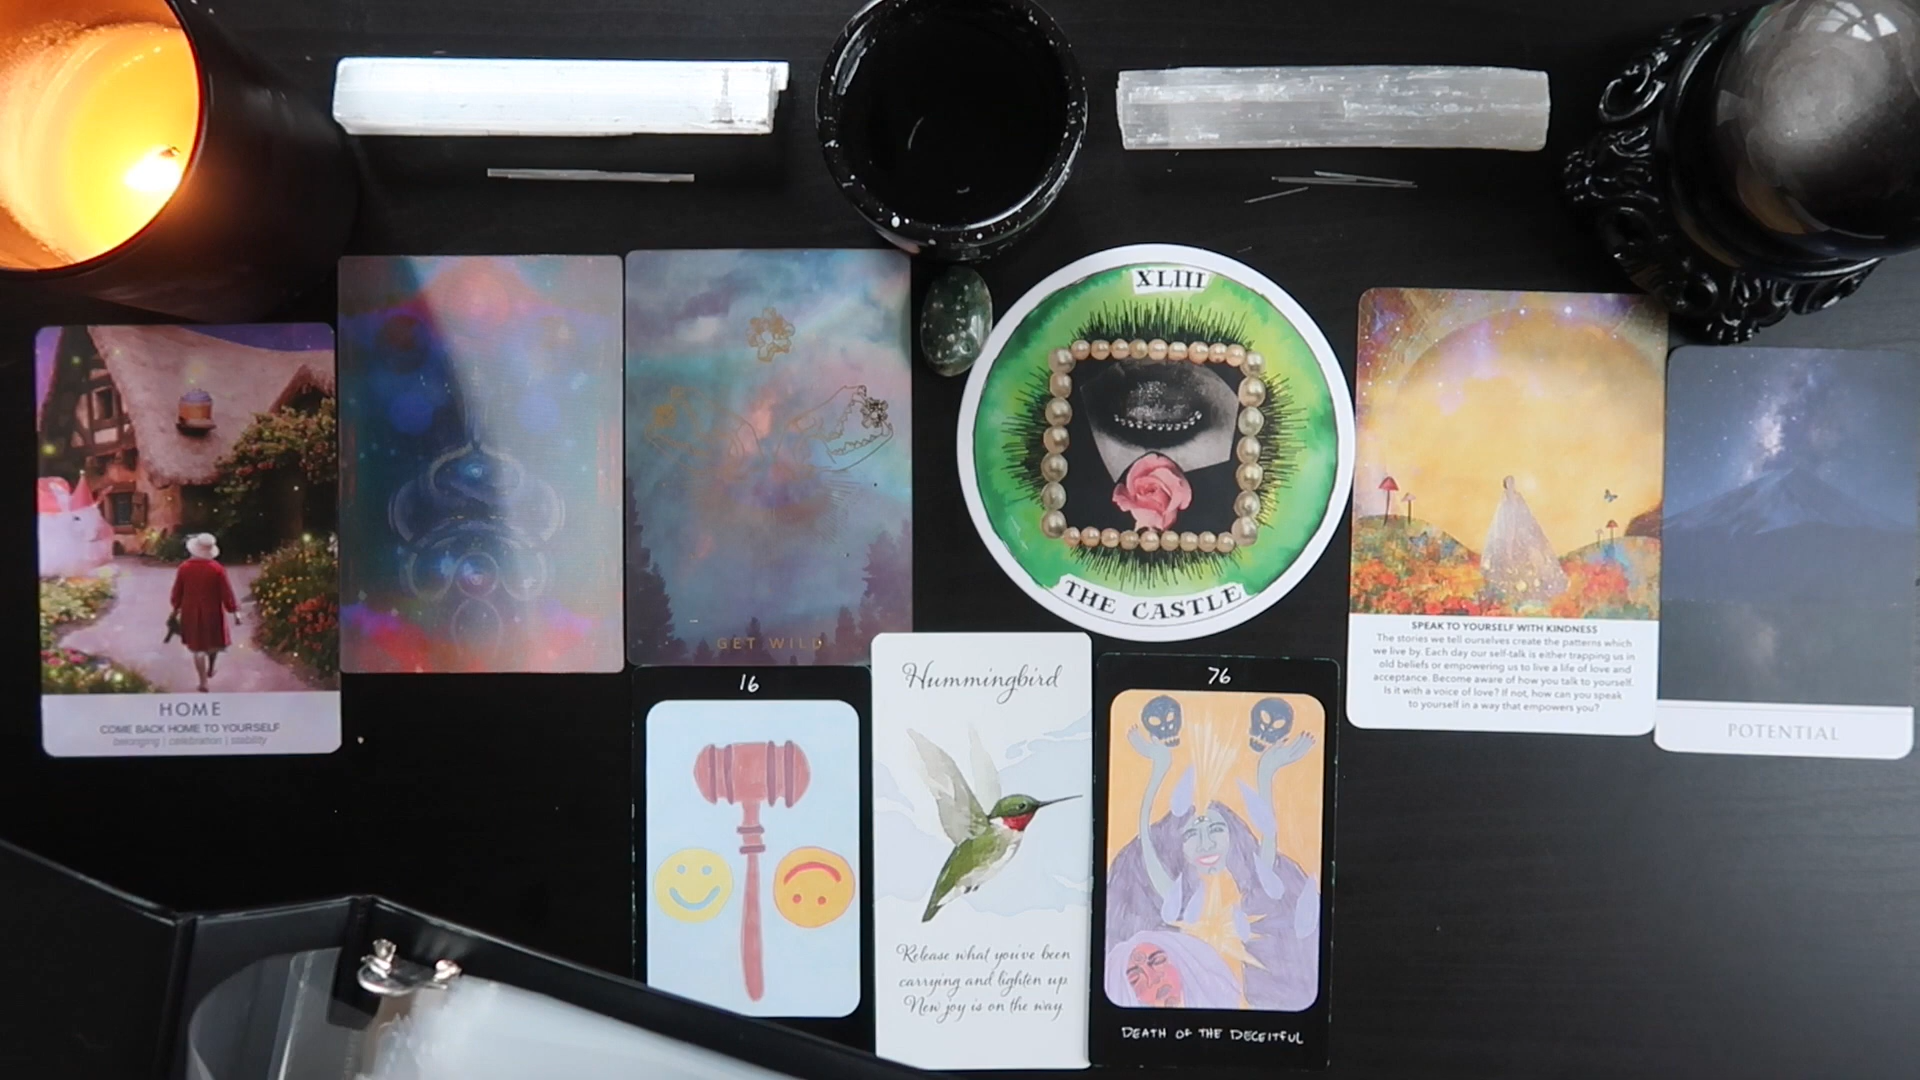 HOME
COME BACK HOME TO YOURSELF
belonging | celebration | stability
GET WILD
XLIII
THE CASTLE
SPEAK TO YOURSELF WITH KINDNESS
The stories we tell ourselves create the patterns which
we live by. Each day our self-talk is either trapping us in
old beliefs or empowering us to live a life of love and
acceptance. Become aware of how you talk to yourself.
Is it with a voice of love? If not, how can you speak
to yourself in a way that empowers you?
POTENTIAL
16
Hummingbird
Release what you've been
carrying and lighten up.
New joy is on the way.
76
DEATH OF THE DECEITFUL